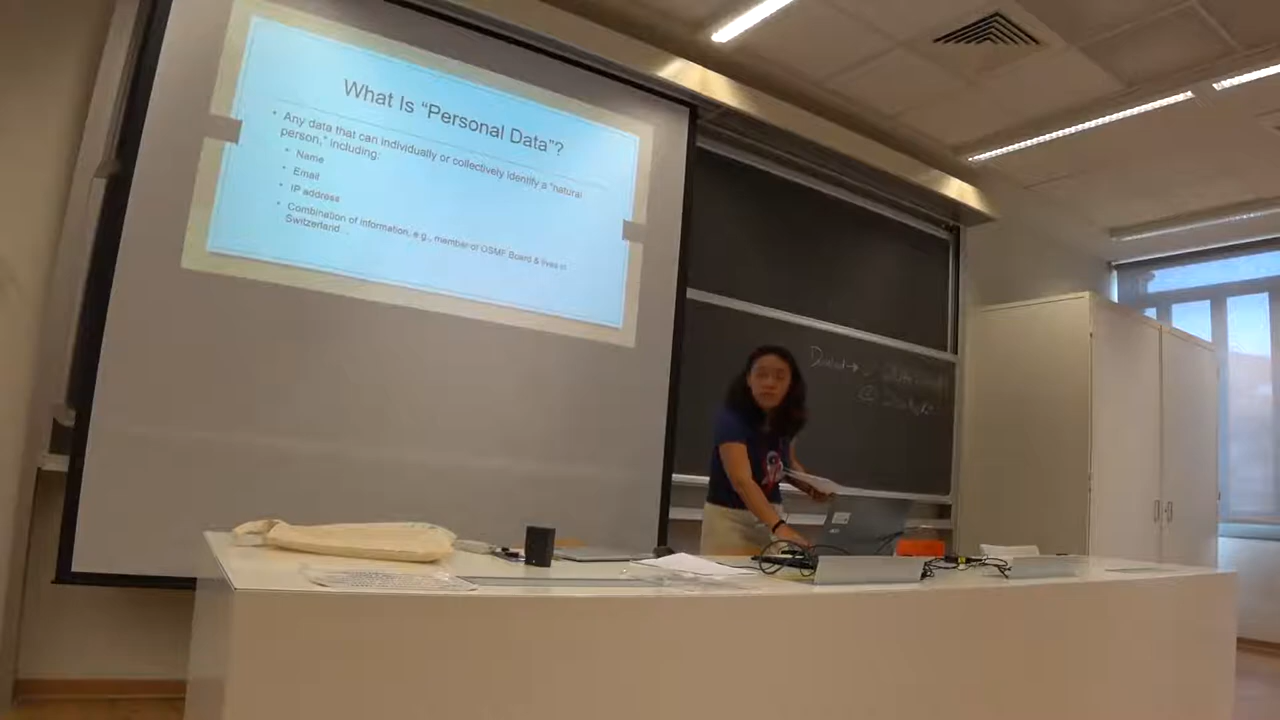 What Is “Personal Data”?
• Any data that can individually or collectively identify a “natural
person,” including:
• Name
• Email
• IP address
• Combination of information, e.g., member of OSMF Board & lives in
Switzerland...